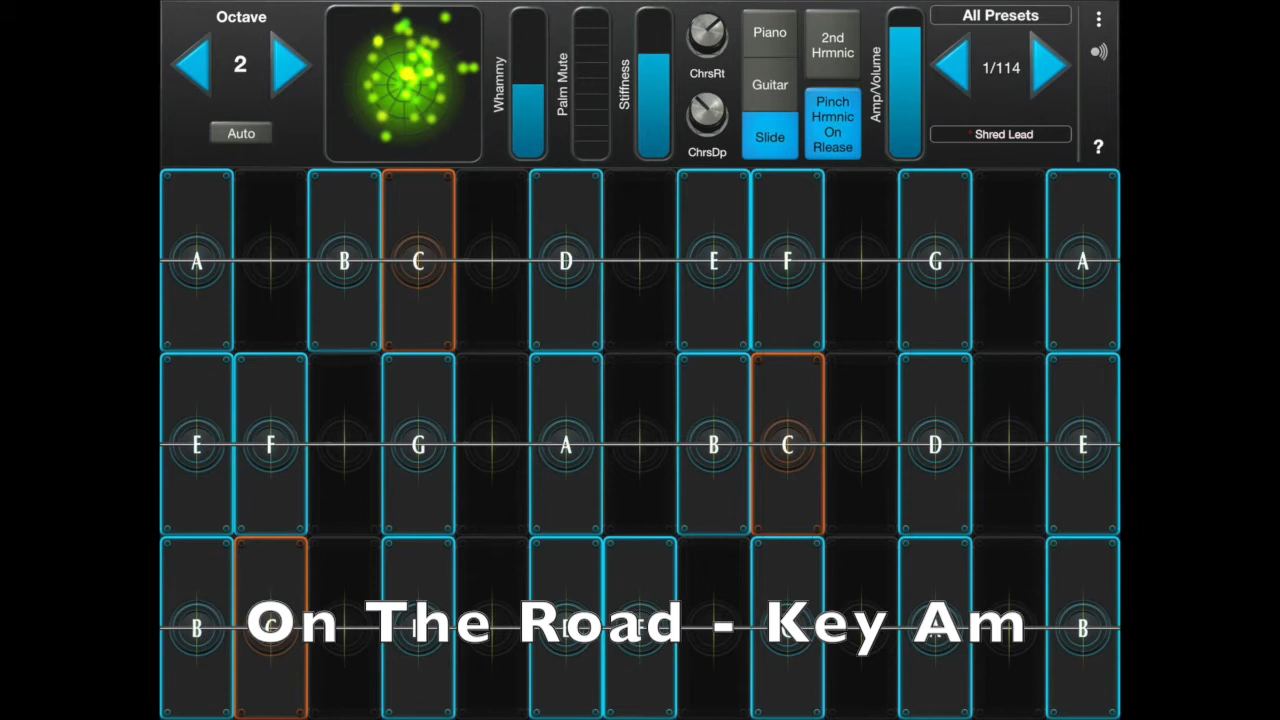 Octave
2
Auto
Whammy
Palm Mute
Stiffness
ChrsRt
ChrsDp
Piano
Guitar
Slide
2nd
Hrmnic
Pinch
Hrmnic
On
Rlease
Amp/Volume
All Presets
1/114
* Shred Lead
?
A B C D E F G A
E F G A B C D E
B B
On The Road - Key Am